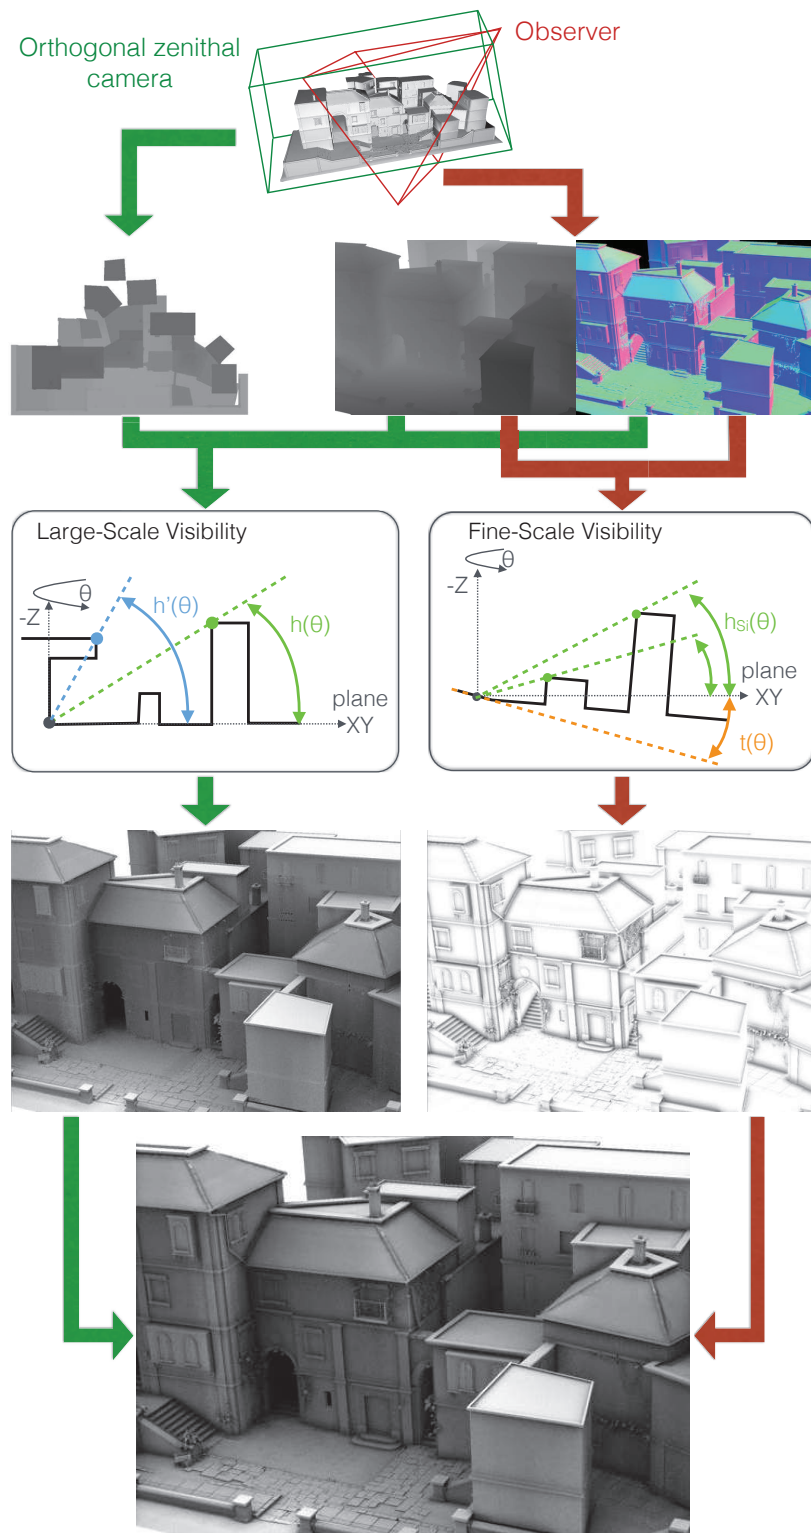 Orthogonal zenithal
camera
Observer
Large-Scale Visibility
θ
-Z
h'(θ)
h(θ)
plane
XY
Fine-Scale Visibility
θ
-Z
hSi(θ)
plane
XY
t(θ)